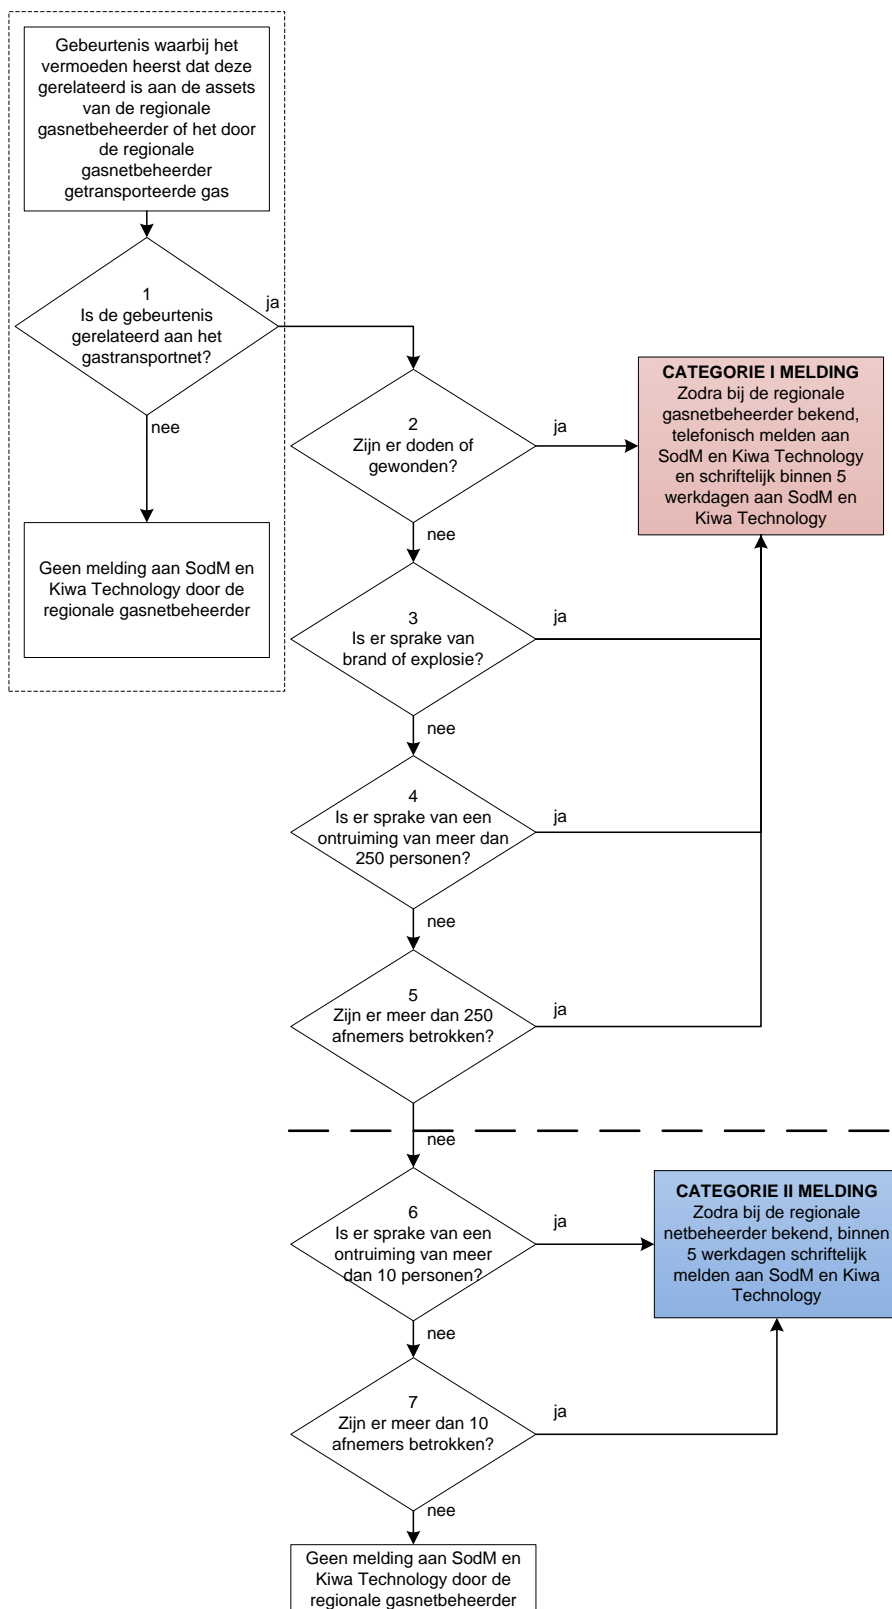 Gebeurtenis waarbij het
vermoeden heerst dat deze
gerelateerd is aan de assets
van de regionale
gasnetbeheerder of het door
de regionale
gasnetbeheerder
getransporteerde gas
1
Is de gebeurtenis
gerelateerd aan het
gastransportnet?
ja
nee
Geen melding aan SodM en
Kiwa Technology door de
regionale gasnetbeheerder
2
Zijn er doden of
gewonden?
ja
nee
CATEGORIE I MELDING
Zodra bij de regionale
gasnetbeheerder bekend,
telefonisch melden aan
SodM en Kiwa Technology
en schriftelijk binnen 5
werkdagen aan SodM en
Kiwa Technology
3
Is er sprake van
brand of explosie?
ja
nee
4
Is er sprake van een
ontruiming van meer dan
250 personen?
ja
nee
5
Zijn er meer dan 250
afnemers betrokken?
ja
nee
6
Is er sprake van een
ontruiming van meer
dan 10 personen?
ja
nee
CATEGORIE II MELDING
Zodra bij de regionale
netbeheerder bekend, binnen
5 werkdagen schriftelijk
melden aan SodM en Kiwa
Technology
7
Zijn er meer dan 10
afnemers betrokken?
ja
nee
Geen melding aan SodM en
Kiwa Technology door de
regionale gasnetbeheerder